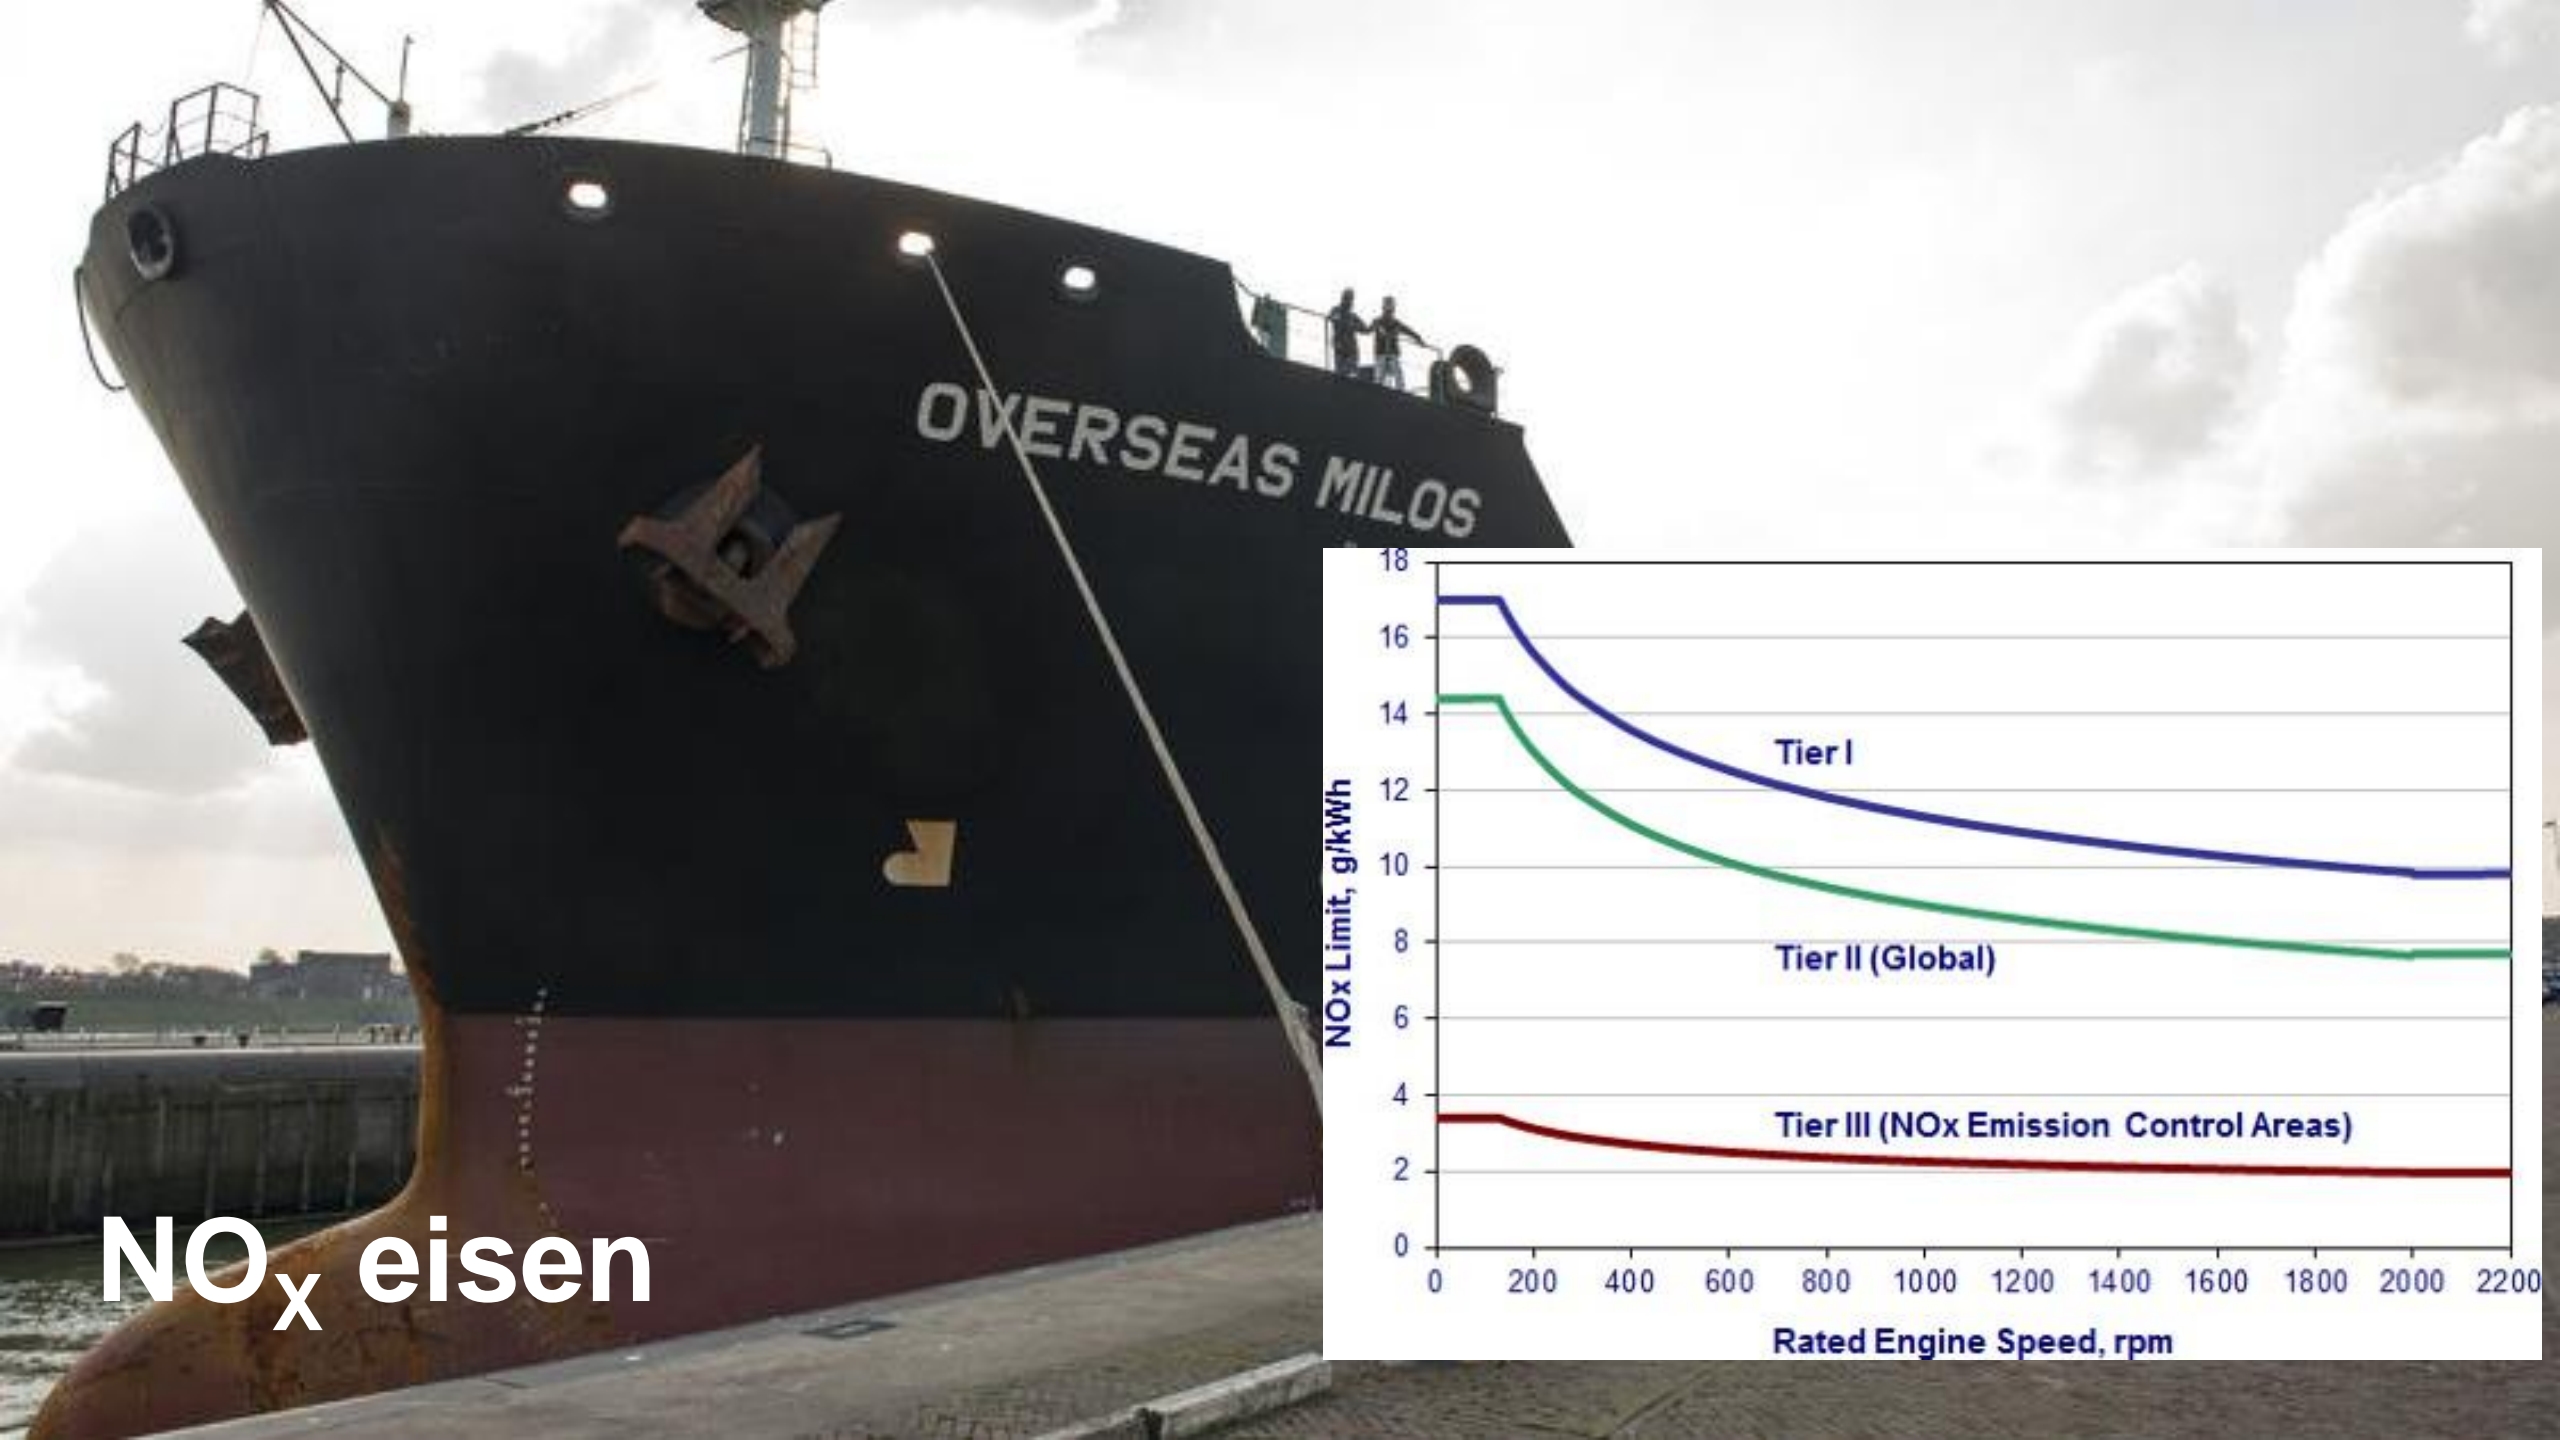 OVERSEAS MILOS
NOx eisen
18
16
14
12
10
8
6
4
2
0
NOx Limit, g/kWh
Tier I
Tier II (Global)
Tier III (NOx Emission Control Areas)
0 200 400 600 800 1000 1200 1400 1600 1800 2000 2200
Rated Engine Speed, rpm